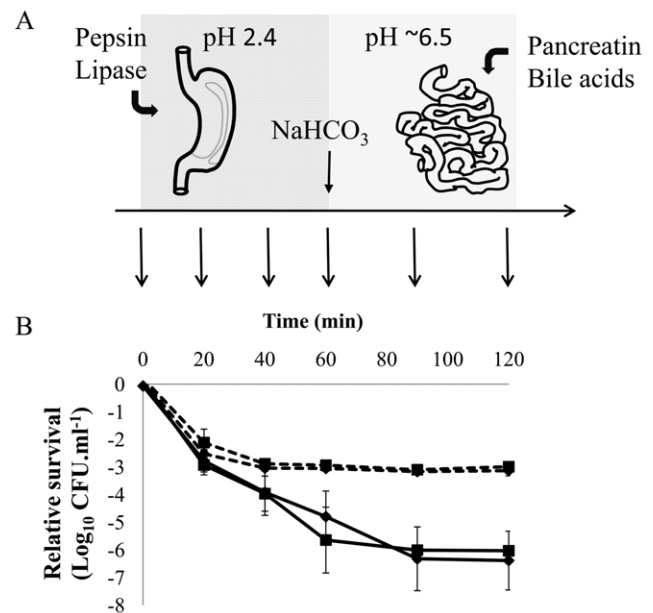 A
Pepsin
Lipase
pH 2.4
pH ~6.5
Pancreatin
Bile acids
NaHCO₃
B
Time (min)
0 20 40 60 80 100 120
Relative survival
(Log₁₀ CFU.ml⁻¹)
0
-1
-2
-3
-4
-5
-6
-7
-8